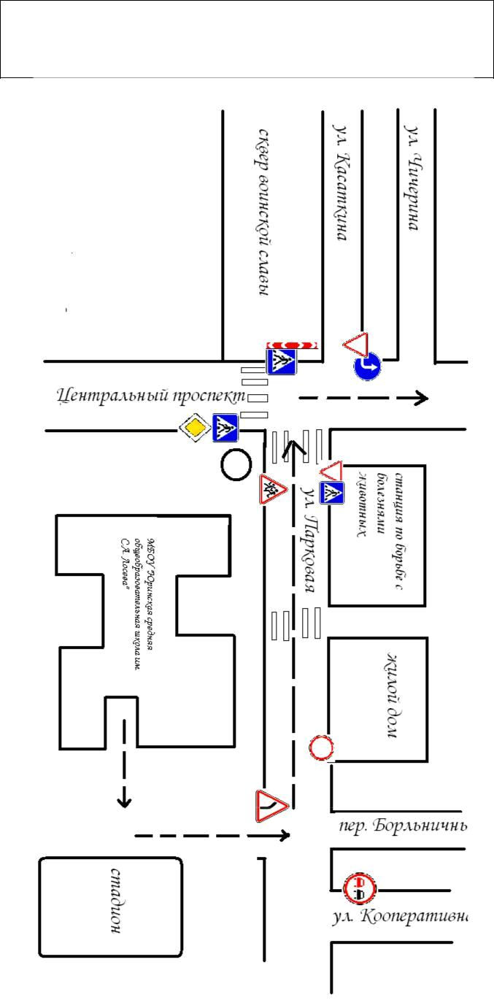 сквер воинской славы
ул. Касаткина
ул. Чичерина
Центральный проспект
ул. Парковая
станция по борьбе с
болезнями
животных
МБОУ "Юринская средняя
общеобразовательная школа им.
С.А. Лосева"
жилой дом
пер. Борльничнь
стадион
ул. Кооперативн